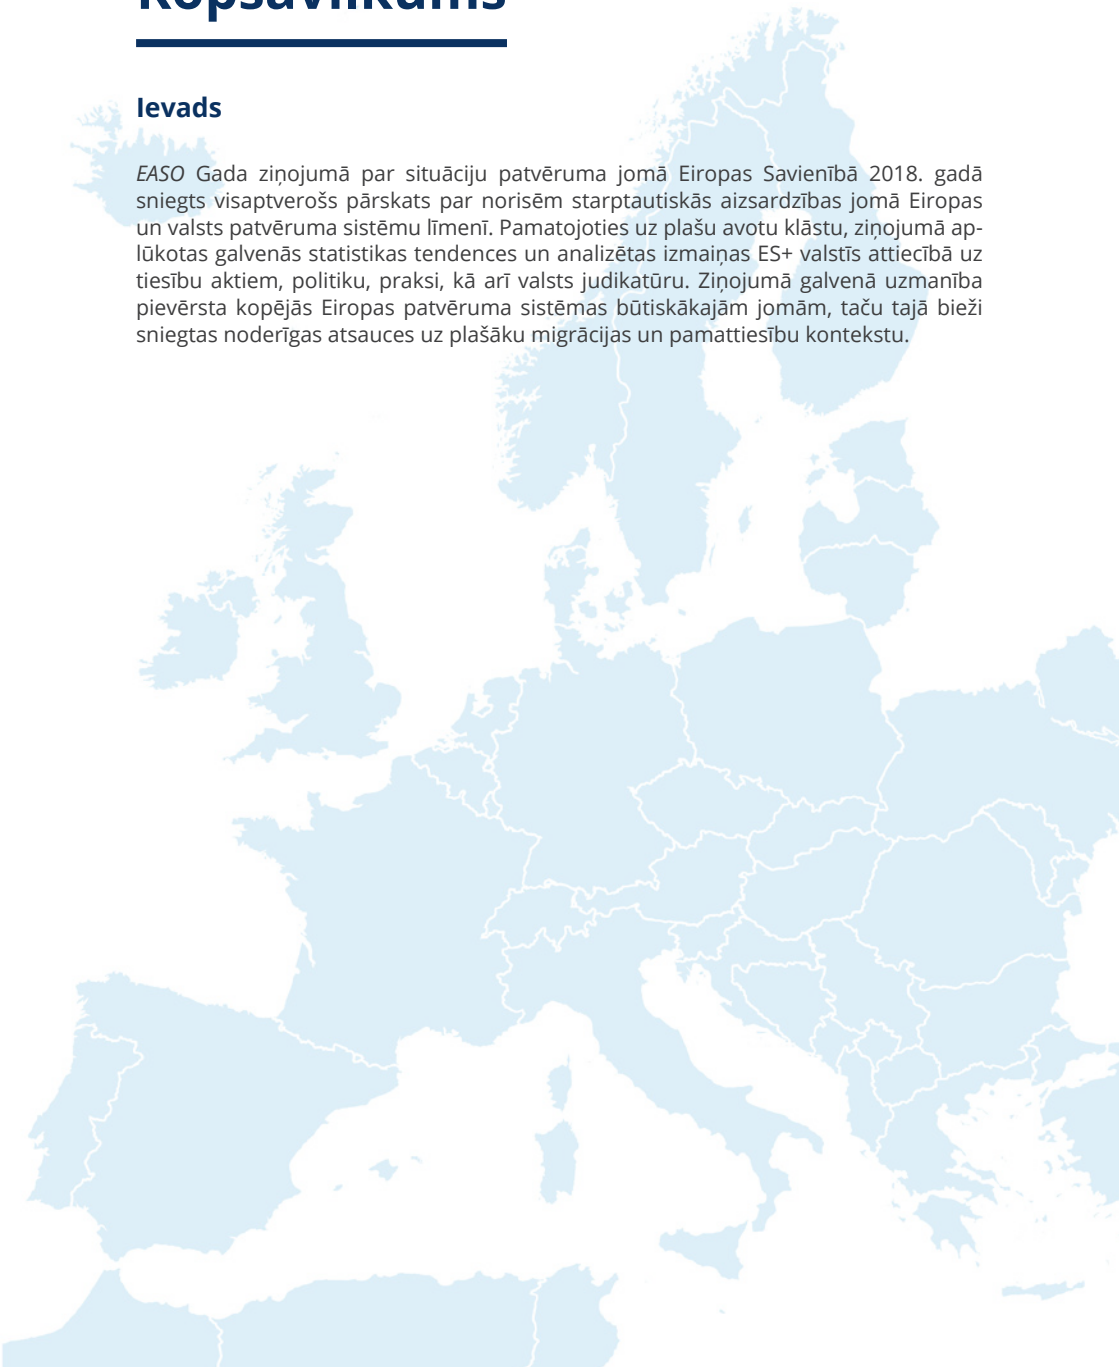 Kopsavilkums
Ievads
EASO Gada ziņojumā par situāciju patvēruma jomā Eiropas Savienībā 2018. gadā
sniegts visaptverošs pārskats par norisēm starptautiskās aizsardzības jomā Eiropas
un valsts patvēruma sistēmu līmenī. Pamatojoties uz plašu avotu klāstu, ziņojumā ap-
lūkotas galvenās statistikas tendences un analizētas izmaiņas ES+ valstīs attiecībā uz
tiesību aktiem, politiku, praksi, kā arī valsts judikatūru. Ziņojumā galvenā uzmanība
pievērsta kopējās Eiropas patvēruma sistēmas būtiskākajām jomām, taču tajā bieži
sniegtas noderīgas atsauces uz plašāku migrācijas un pamattiesību kontekstu.